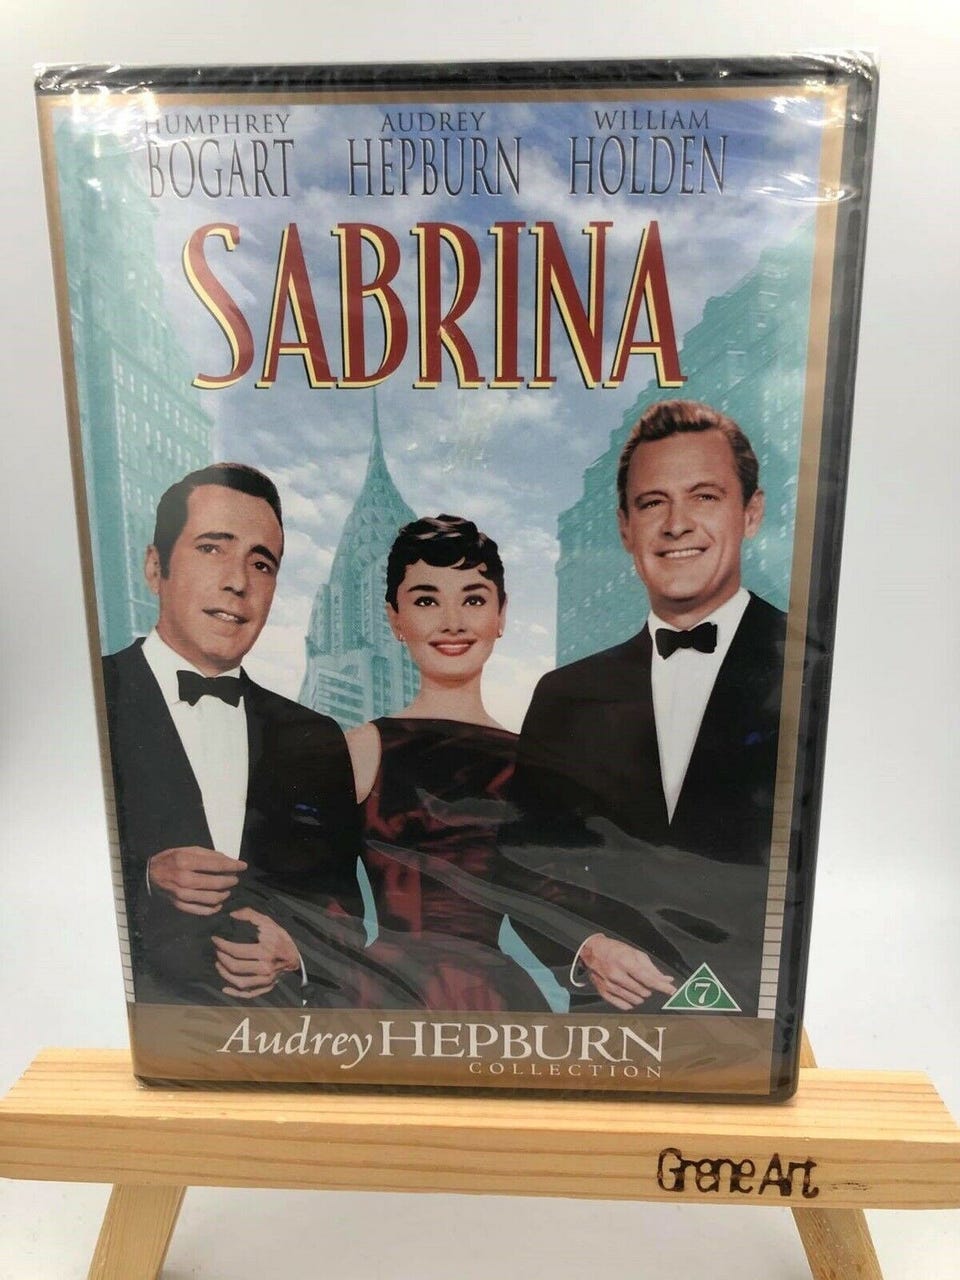 HUMPHREY
BOGART
AUDREY
HEPBURN
WILLIAM
HOLDEN
SABRINA
7
Audrey HEPBURN
COLLECTION
Grene Art